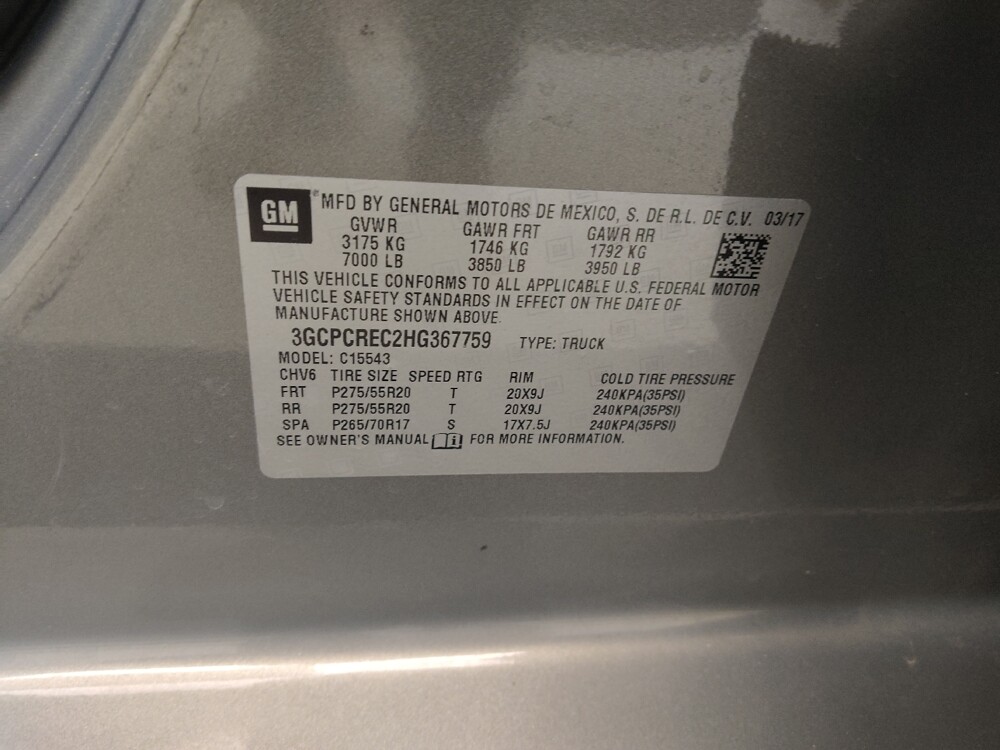 GM ® MFD BY GENERAL MOTORS DE MEXICO, S. DE R.L. DE C.V. 03/17
GVWR GAWR FRT GAWR RR
3175 KG 1746 KG 1792 KG
7000 LB 3850 LB 3950 LB
THIS VEHICLE CONFORMS TO ALL APPLICABLE U.S. FEDERAL MOTOR
VEHICLE SAFETY STANDARDS IN EFFECT ON THE DATE OF
MANUFACTURE SHOWN ABOVE.
3GCPCREC2HG367759 TYPE: TRUCK
MODEL: C15543
CHV6 TIRE SIZE SPEED RTG RIM COLD TIRE PRESSURE
FRT P275/55R20 T 20X9J 240KPA(35PSI)
RR P275/55R20 T 20X9J 240KPA(35PSI)
SPA P265/70R17 S 17X7.5J 240KPA(35PSI)
SEE OWNER'S MANUAL FOR MORE INFORMATION.